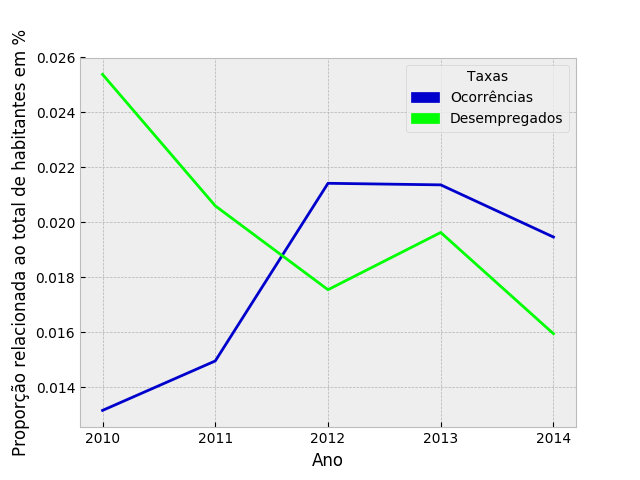 Proporção relacionada ao total de habitantes em %
0.026
0.024
0.022
0.020
0.018
0.016
0.014
Taxas
Ocorrências
Desempregados
2010 2011 2012 2013 2014
Ano